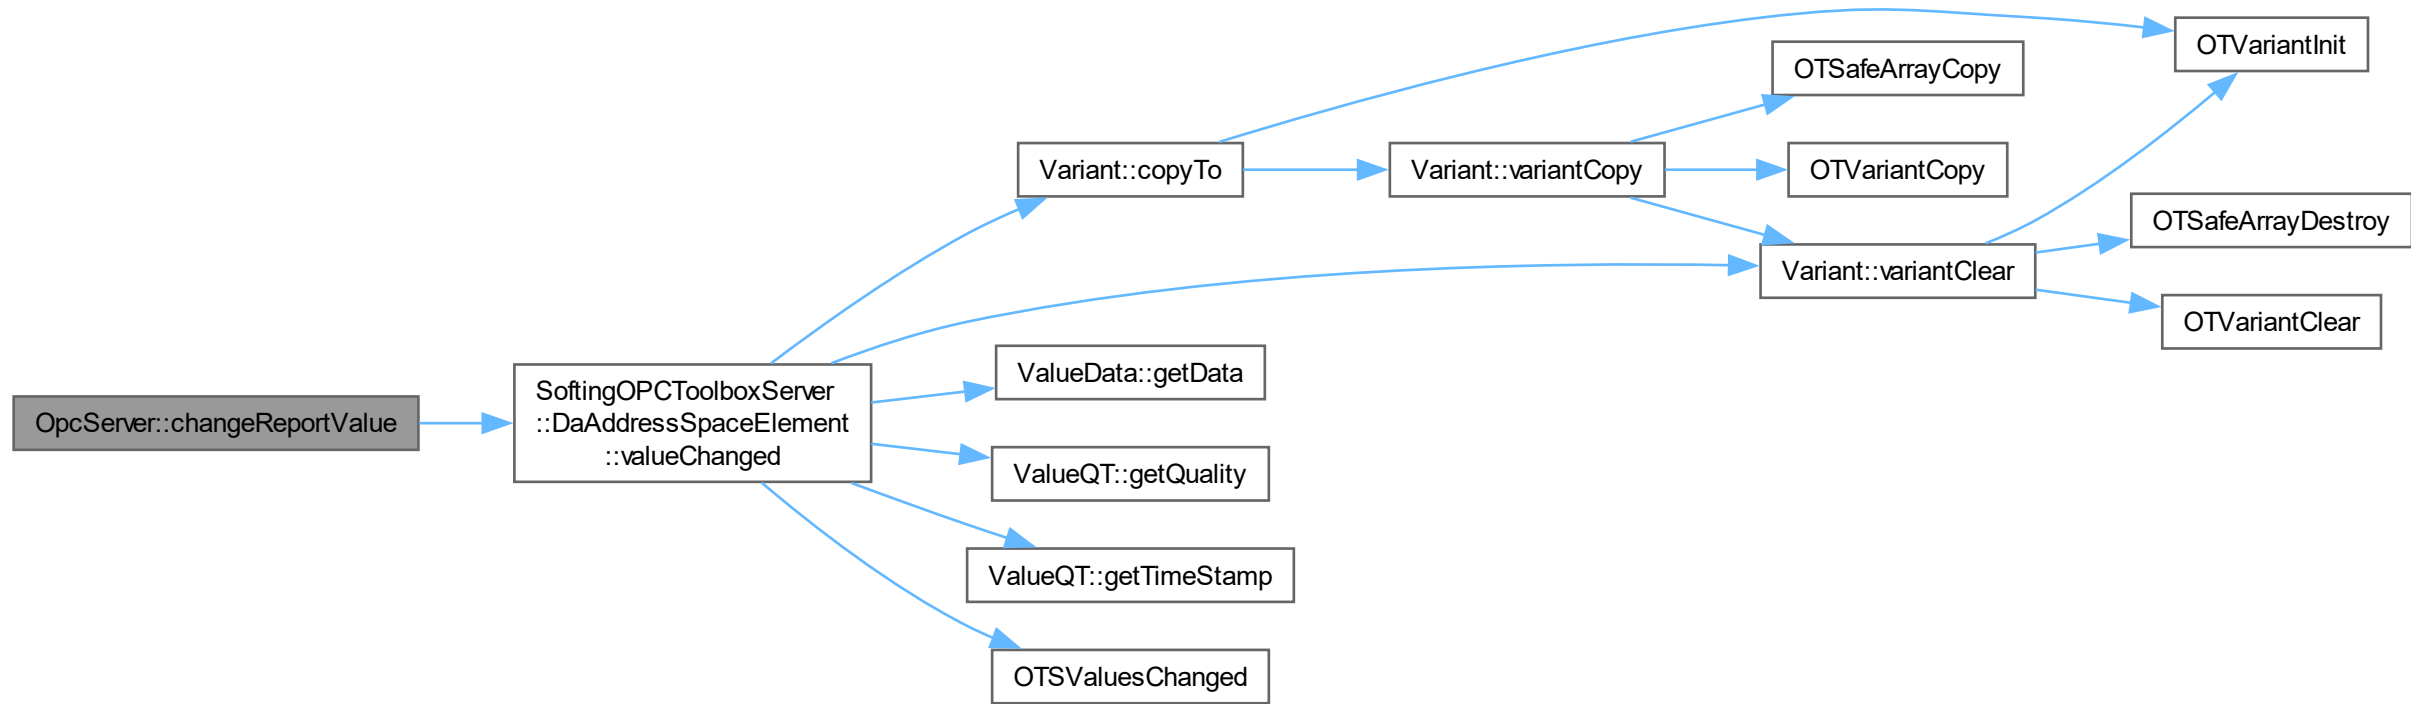 OpcServer::changeReportValue
SoftingOPCToolboxServer
::DaAddressSpaceElement
::valueChanged
Variant::copyTo
Variant::variantCopy
OTSafeArrayCopy
OTVariantCopy
Variant::variantClear
OTVariantInit
OTSafeArrayDestroy
OTVariantClear
ValueData::getData
ValueQT::getQuality
ValueQT::getTimeStamp
OTSValuesChanged